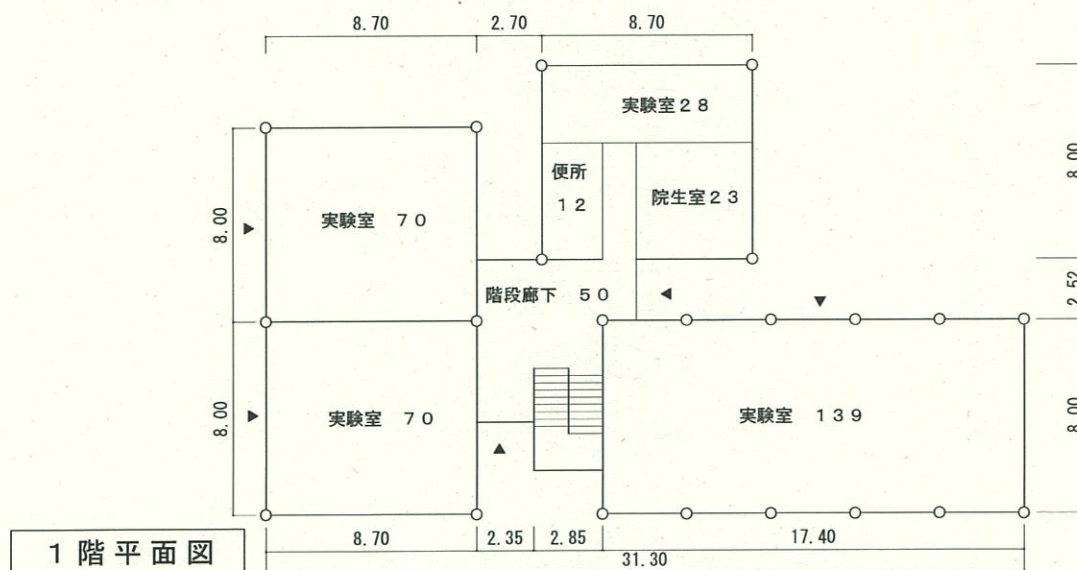 8.70 2.70 8.70
実験室28
8.00
便所
12
院生室23
実験室 70
8.00
2.52
階段廊下 50
実験室 70
8.00
実験室 139
8.00
1階平面図
8.70 2.35 2.85 17.40
31.30